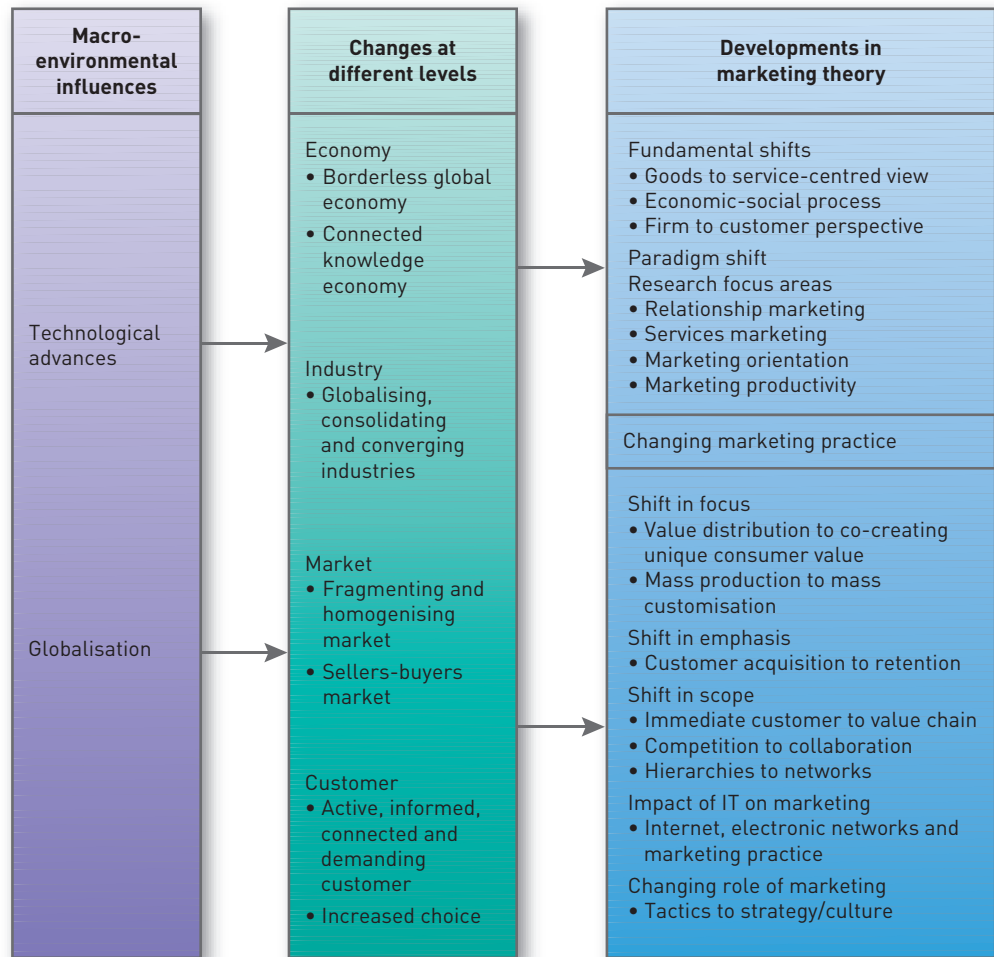 Macro-
environmental
influences
Technological
advances
Globalisation
Changes at
different levels
Economy
• Borderless global
economy
• Connected
knowledge
economy
Industry
• Globalising,
consolidating
and converging
industries
Market
• Fragmenting and
homogenising
market
• Sellers-buyers
market
Customer
• Active, informed,
connected and
demanding
customer
• Increased choice
Developments in
marketing theory
Fundamental shifts
• Goods to service-centred view
• Economic-social process
• Firm to customer perspective
Paradigm shift
Research focus areas
• Relationship marketing
• Services marketing
• Marketing orientation
• Marketing productivity
Changing marketing practice
Shift in focus
• Value distribution to co-creating
unique consumer value
• Mass production to mass
customisation
Shift in emphasis
• Customer acquisition to retention
Shift in scope
• Immediate customer to value chain
• Competition to collaboration
• Hierarchies to networks
Impact of IT on marketing
• Internet, electronic networks and
marketing practice
Changing role of marketing
• Tactics to strategy/culture